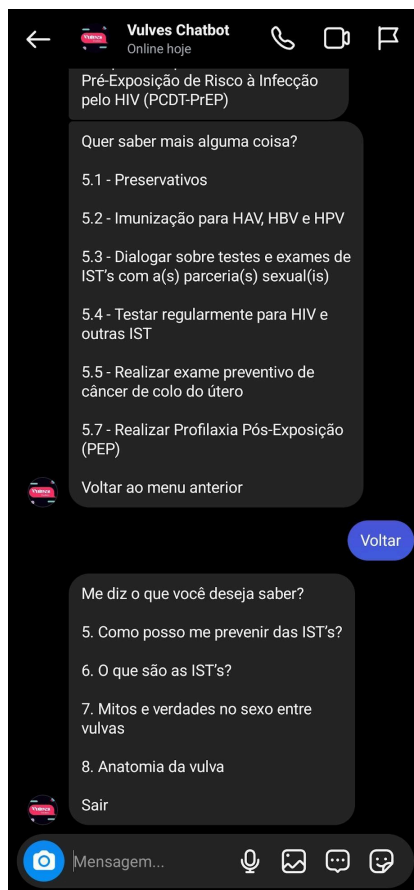 Vulves Chatbot
Online hoje
Pré-Exposição de Risco à Infecção
pelo HIV (PCDT-PrEP)
Quer saber mais alguma coisa?
5.1 - Preservativos
5.2 - Imunização para HAV, HBV e HPV
5.3 - Dialogar sobre testes e exames de
IST's com a(s) parceria(s) sexual(is)
5.4 - Testar regularmente para HIV e
outras IST
5.5 - Realizar exame preventivo de
câncer de colo do útero
5.7 - Realizar Profilaxia Pós-Exposição
(PEP)
Voltar ao menu anterior
Voltar
Me diz o que você deseja saber?
5. Como posso me prevenir das IST's?
6. O que são as IST's?
7. Mitos e verdades no sexo entre
vulvas
8. Anatomia da vulva
Sair
Mensagem...